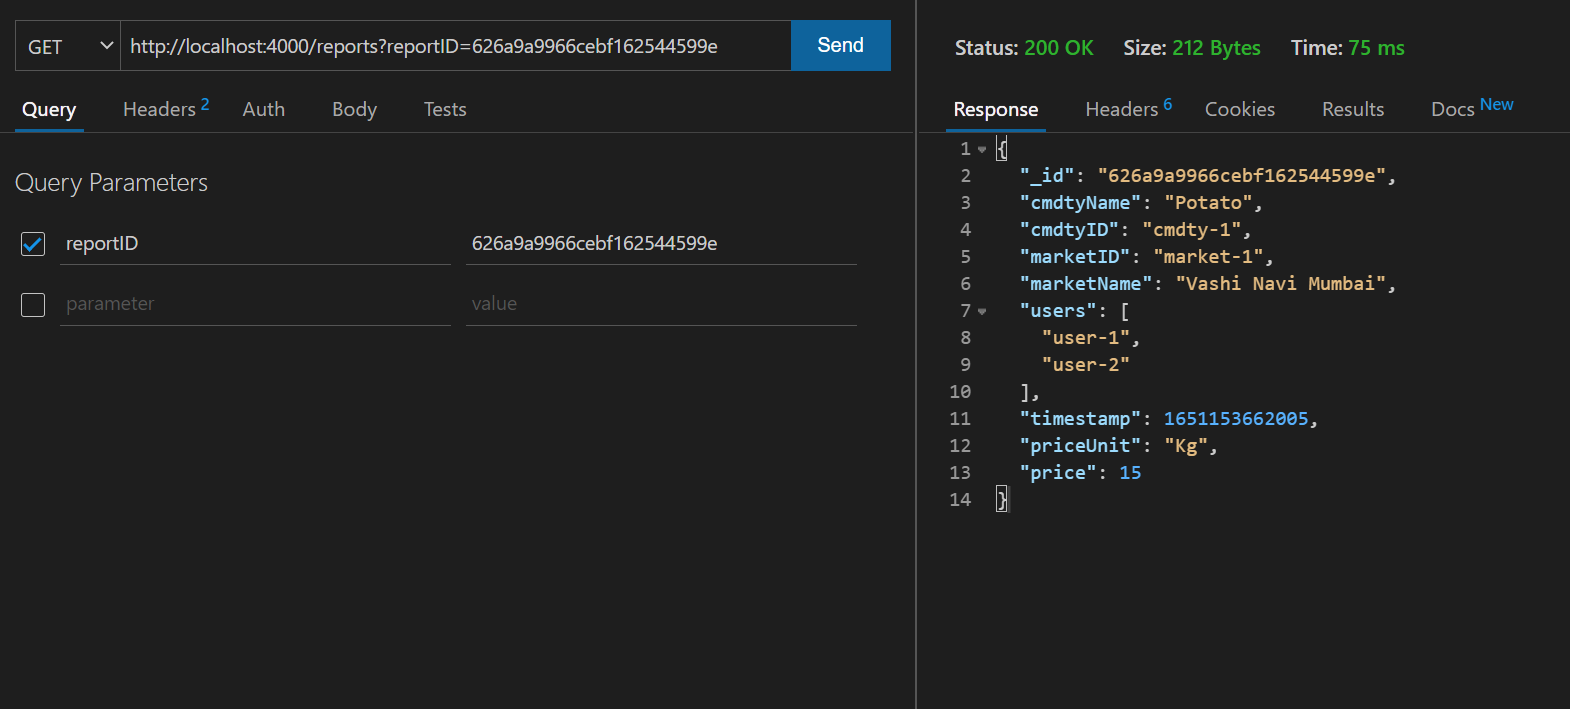 GET http://localhost:4000/reports?reportID=626a9a9966cebf162544599e Send
Query Headers 2 Auth Body Tests
Query Parameters
reportID 626a9a9966cebf162544599e
parameter value
Status: 200 OK Size: 212 Bytes Time: 75 ms
Response Headers 6 Cookies Results Docs New
1 {
2 "_id": "626a9a9966cebf162544599e",
3 "cmdtyName": "Potato",
4 "cmdtyID": "cmdty-1",
5 "marketID": "market-1",
6 "marketName": "Vashi Navi Mumbai",
7 "users": [
8 "user-1",
9 "user-2"
10 ],
11 "timestamp": 1651153662005,
12 "priceUnit": "Kg",
13 "price": 15
14 }